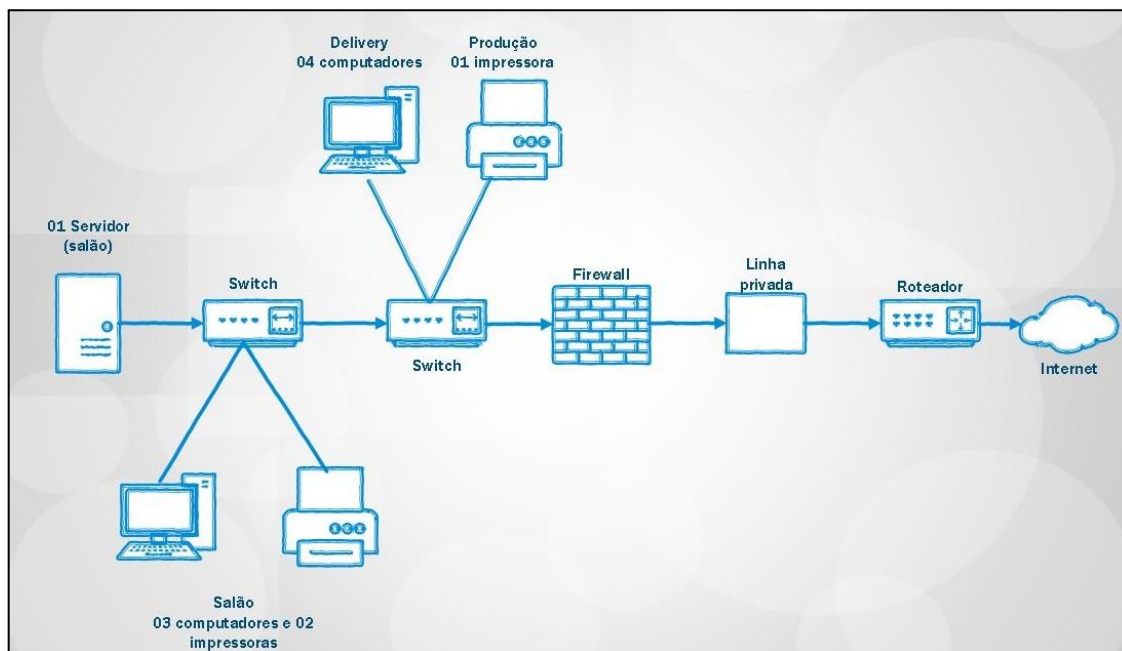 Delivery
04 computadores
Produção
01 impressora
01 Servidor
(salão)
Switch
Switch
Firewall
Linha
privada
Roteador
Internet
Salão
03 computadores e 02
impressoras